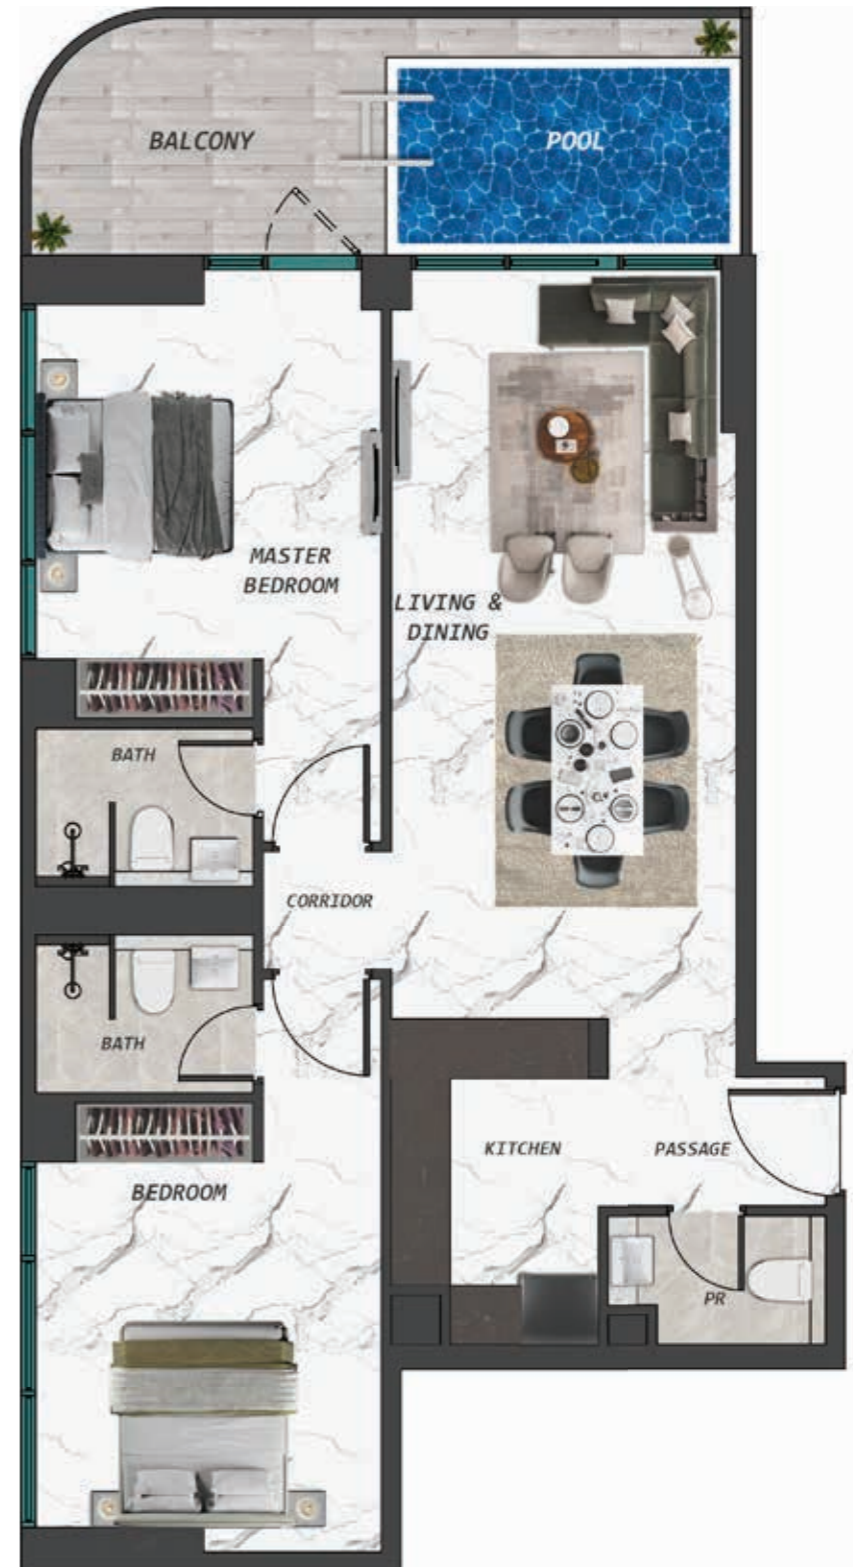 BALCONY
POOL
MASTER
BEDROOM
LIVING &
DINING
BATH
CORRIDOR
BATH
KITCHEN
PASSAGE
BEDROOM
PR